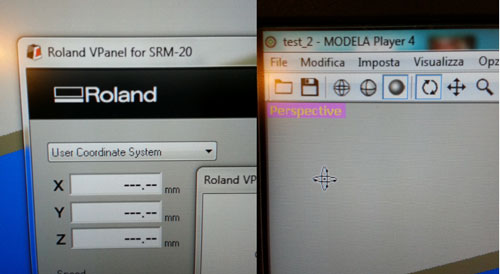 Roland VPanel for SRM-20
Roland
User Coordinate System
X ---.-- mm
Y ---.-- mm
Z ---.-- mm
Roland VP
Speed
test_2 - MODELA Player 4
File Modifica Imposta Visualizza Opz
Perspective